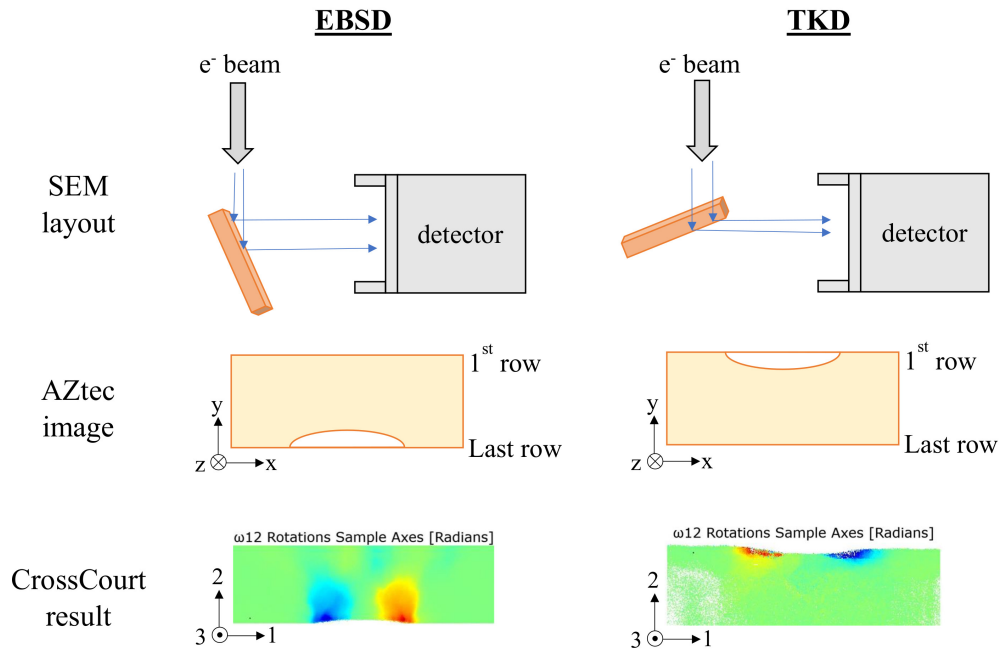 EBSD
TKD
e- beam
e- beam
SEM
layout
detector
detector
AZtec
image
1st row
Last row
y
z
x
1st row
Last row
y
z
x
CrossCourt
result
ω12 Rotations Sample Axes [Radians]
2
3
1
ω12 Rotations Sample Axes [Radians]
2
3
1